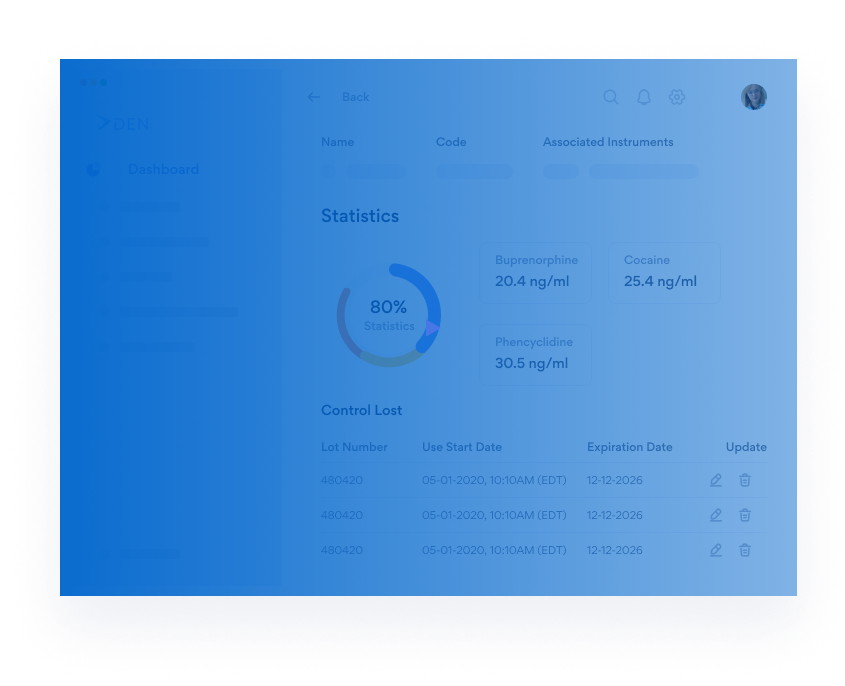 Back
DEN
Name Code Associated Instruments
Dashboard
Statistics
Buprenorphine Cocaine
20.4 ng/ml 25.4 ng/ml
80%
Statistics
Phencyclidine
30.5 ng/ml
Control Lost
Lot Number Use Start Date Expiration Date Update
480420 05-01-2020, 10:10AM (EDT) 12-12-2026
480420 05-01-2020, 10:10AM (EDT) 12-12-2026
480420 05-01-2020, 10:10AM (EDT) 12-12-2026